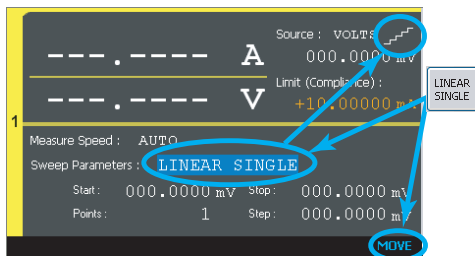 Source : VOLTS
---.---- A 000.0000 mV
Limit (Compliance) :
---.---- V +10.00000 mA
1
LINEAR SINGLE
Measure Speed : AUTO
Sweep Parameters : LINEAR SINGLE
Start : 000.0000 mV Stop : 000.0000 mV
Points : 1 Step : 000.0000 mV
MOVE